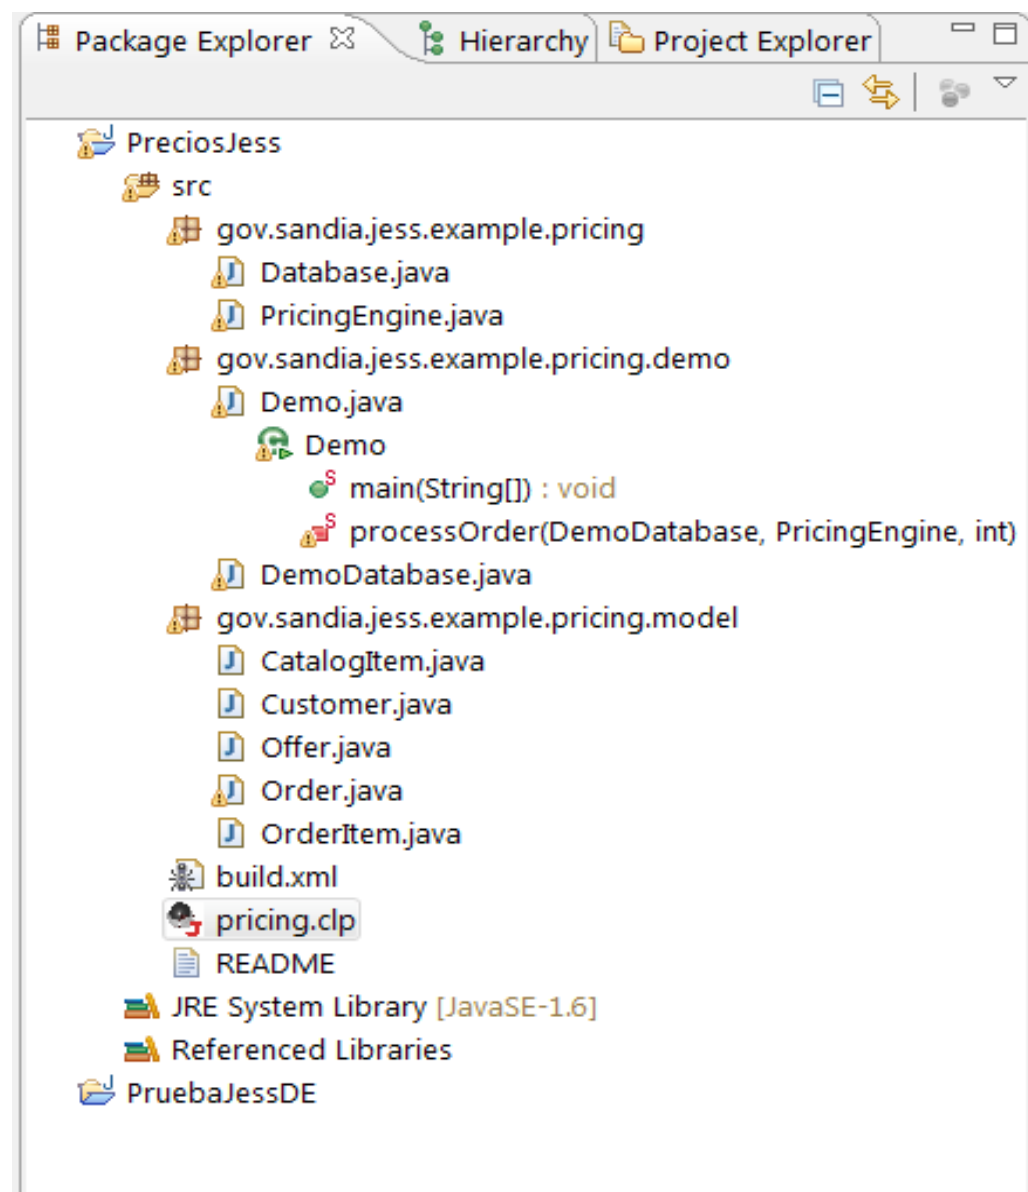 Package Explorer Hierarchy Project Explorer
PreciosJess
src
gov.sandia.jess.example.pricing
Database.java
PricingEngine.java
gov.sandia.jess.example.pricing.demo
Demo.java
Demo
main(String[]) : void
processOrder(DemoDatabase, PricingEngine, int)
DemoDatabase.java
gov.sandia.jess.example.pricing.model
CatalogItem.java
Customer.java
Offer.java
Order.java
OrderItem.java
build.xml
pricing.clp
README
JRE System Library [JavaSE-1.6]
Referenced Libraries
PruebaJessDE